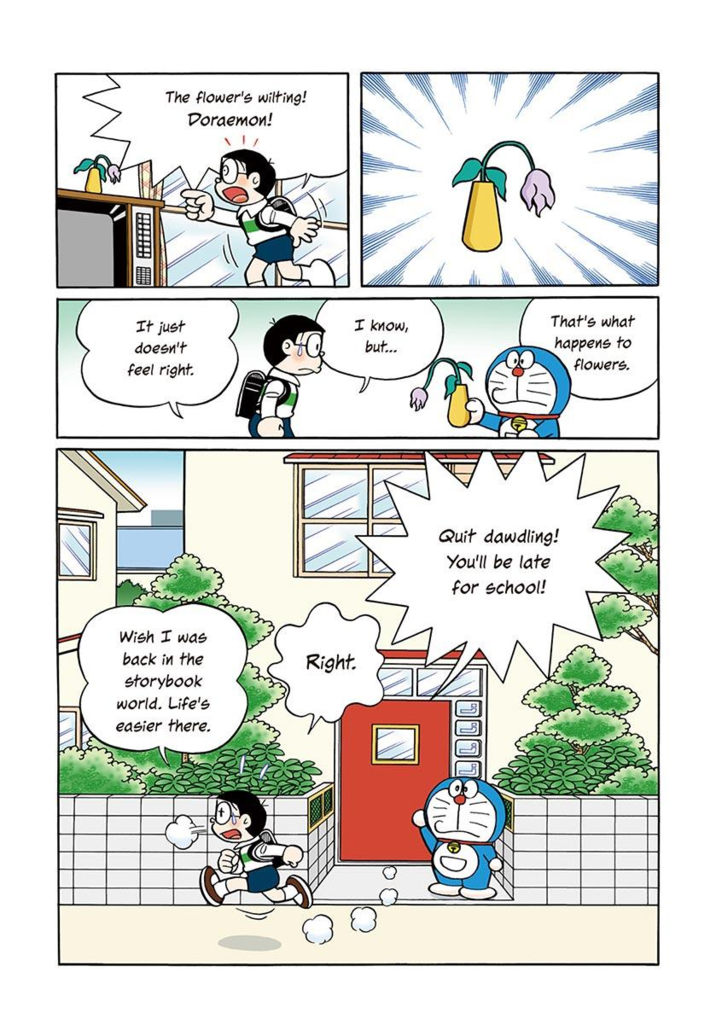 The flower's wilting!
Doraemon!
That's what
happens to
flowers.
I know,
but...
It just
doesn't
feel right.
Quit dawdling!
You'll be late
for school!
Right.
Wish I was
back in the
storybook
world. Life's
easier there.